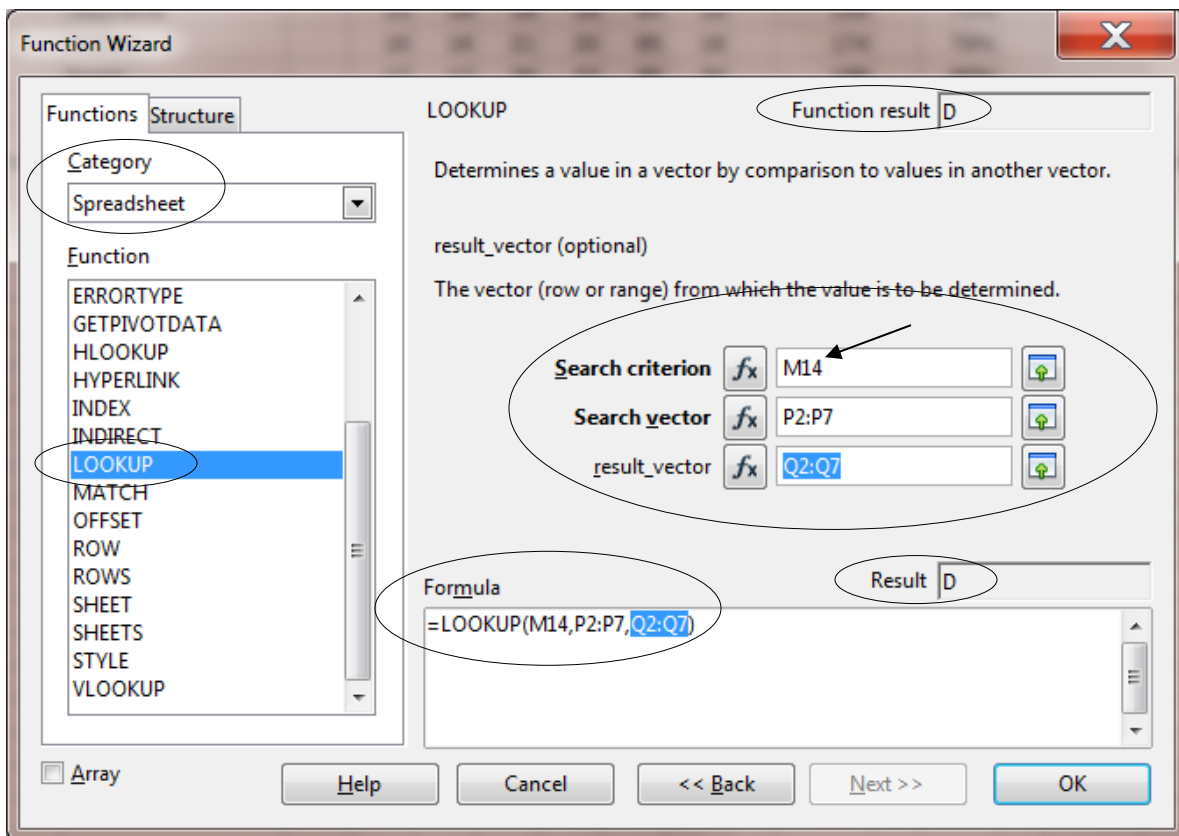 Function Wizard
Functions
Structure
Category
Spreadsheet
Function
ERRORTYPE
GETPIVOTDATA
HLOOKUP
HYPERLINK
INDEX
INDIRECT
LOOKUP
MATCH
OFFSET
ROW
ROWS
SHEET
SHEETS
STYLE
VLOOKUP
Array
LOOKUP
Function result D
Determines a value in a vector by comparison to values in another vector.
result_vector (optional)
The vector (row or range) from which the value is to be determined.
Search criterion fx M14
Search vector fx P2:P7
result_vector fx Q2:Q7
Formula
Result D
=LOOKUP(M14,P2:P7,Q2:Q7)
Help
Cancel
<< Back
Next >>
OK